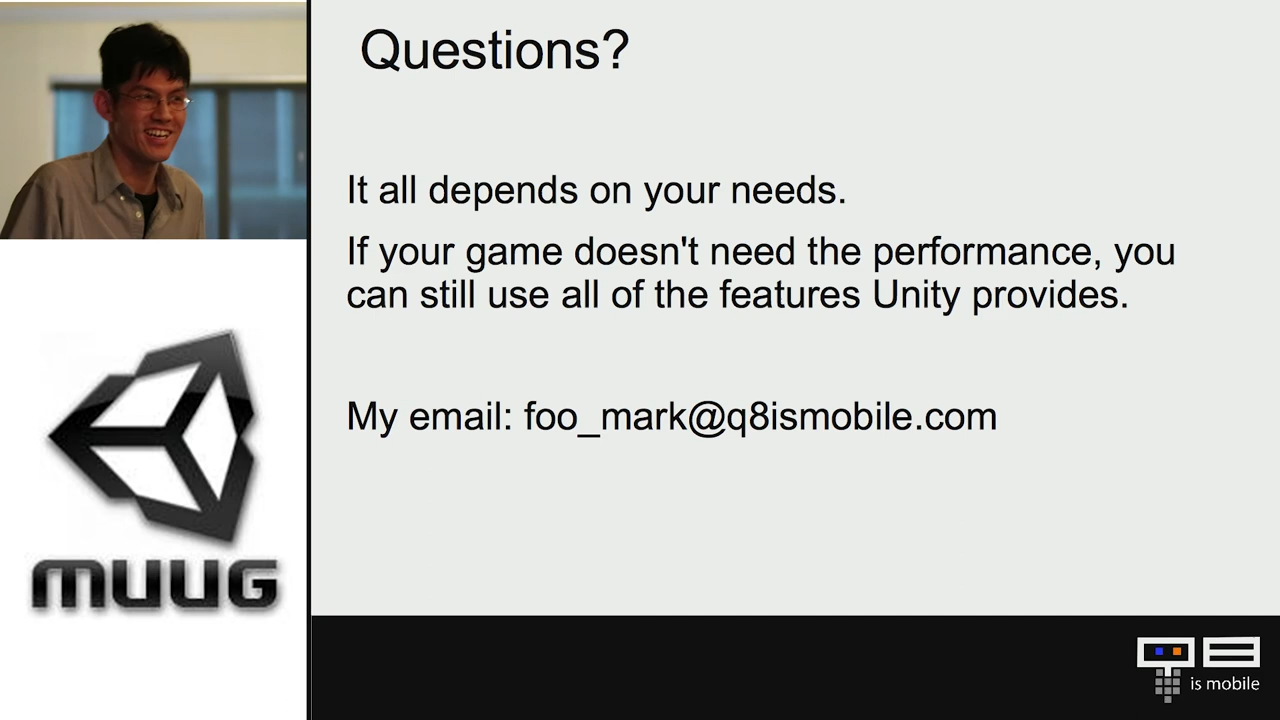 Questions?
It all depends on your needs.
If your game doesn't need the performance, you
can still use all of the features Unity provides.
My email: foo_mark@q8ismobile.com
MUUG
Q8
is mobile